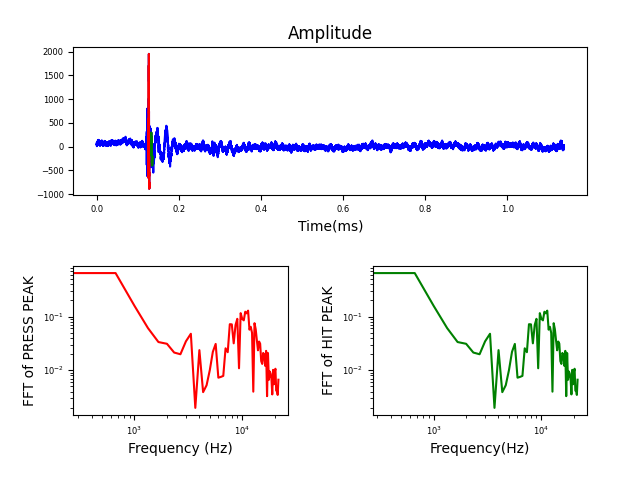 Amplitude
2000
1500
1000
500
0
−500
−1000
0.0 0.2 0.4 0.6 0.8 1.0
Time(ms)
FFT of PRESS PEAK
10⁻¹
10⁻²
10³ 10⁴
Frequency (Hz)
FFT of HIT PEAK
10⁻¹
10⁻²
10³ 10⁴
Frequency(Hz)